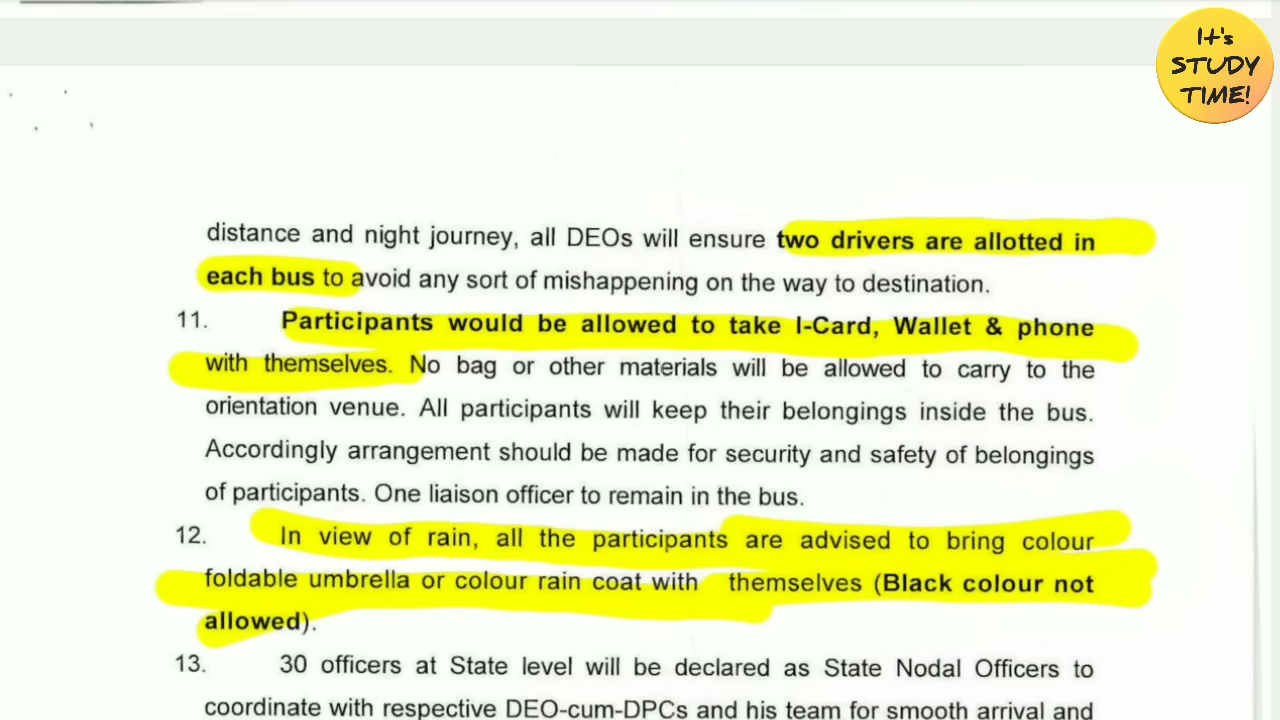 It's
STUDY
TIME!
distance and night journey, all DEOs will ensure two drivers are allotted in
each bus to avoid any sort of mishappening on the way to destination.
11. Participants would be allowed to take I-Card, Wallet & phone
with themselves. No bag or other materials will be allowed to carry to the
orientation venue. All participants will keep their belongings inside the bus.
Accordingly arrangement should be made for security and safety of belongings
of participants. One liaison officer to remain in the bus.
12. In view of rain, all the participants are advised to bring colour
foldable umbrella or colour rain coat with themselves (Black colour not
allowed).
13. 30 officers at State level will be declared as State Nodal Officers to
coordinate with respective DEO-cum-DPCs and his team for smooth arrival and